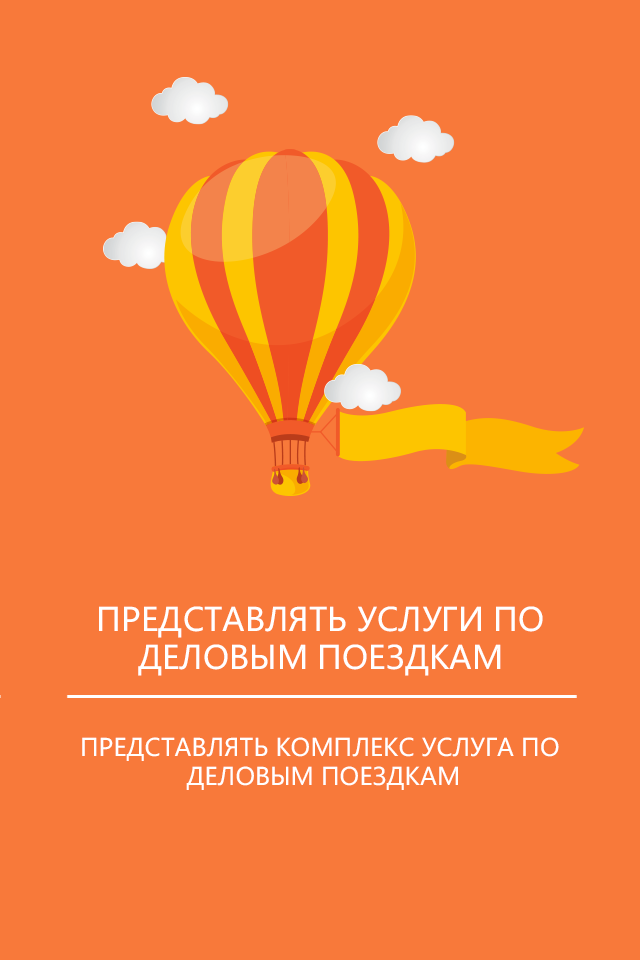 ПРЕДСТАВЛЯТЬ УСЛУГИ ПО
ДЕЛОВЫМ ПОЕЗДКАМ
ПРЕДСТАВЛЯТЬ КОМПЛЕКС УСЛУГА ПО
ДЕЛОВЫМ ПОЕЗДКАМ